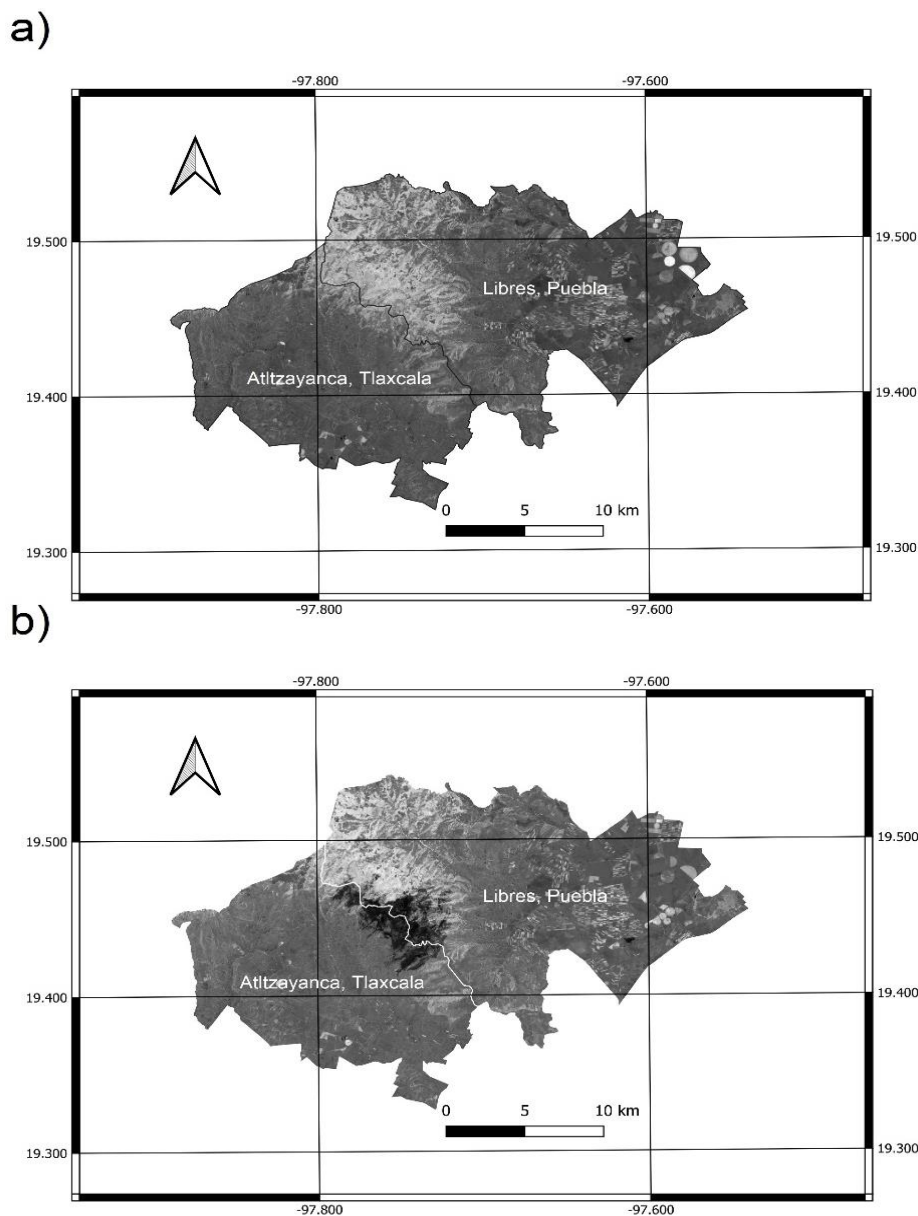 a)
-97.800 -97.600
19.500 19.500
Libres, Puebla
Atltzayanca, Tlaxcala
19.400 19.400
0 5 10 km
19.300 19.300
-97.800 -97.600
b)
-97.800 -97.600
19.500 19.500
Libres, Puebla
Atltzayanca, Tlaxcala
19.400 19.400
0 5 10 km
19.300 19.300
-97.800 -97.600